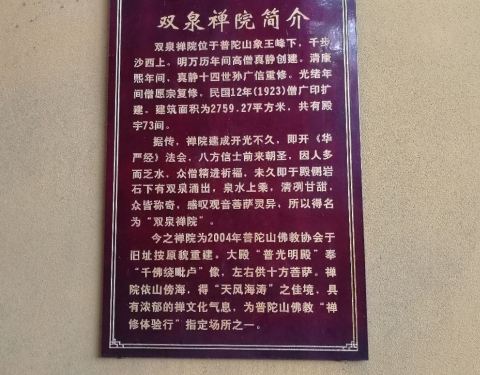 双泉禅院简介
双泉禅院位于普陀山象王峰下，千步
沙西上。明万历年间高僧真静创建。清康
熙年间，真静十四世孙广信重修。光绪年
间僧愿宗复修。民国12年(1923)僧广印扩
建。建筑面积为2759.27平方米，共有殿
宇73间。
据传，禅院建成开光不久，即开《华
严经》法会，八方信士前来朝圣，因人多
而乏水，众僧精进祈福，未久即于殿侧岩
石下有双泉涌出，泉水上乘，清冽甘甜，
众皆称奇，感叹观音菩萨灵异，所以得名
为“双泉禅院”。
今之禅院为2004年普陀山佛教协会于
旧址按原貌重建。大殿“普光明殿”奉
“千佛绕毗卢”像，左右供十方菩萨。禅
院依山傍海，得“天风海涛”之佳境，具
有浓郁的禅文化气息，为普陀山佛教“禅
修体验行”指定场所之一。